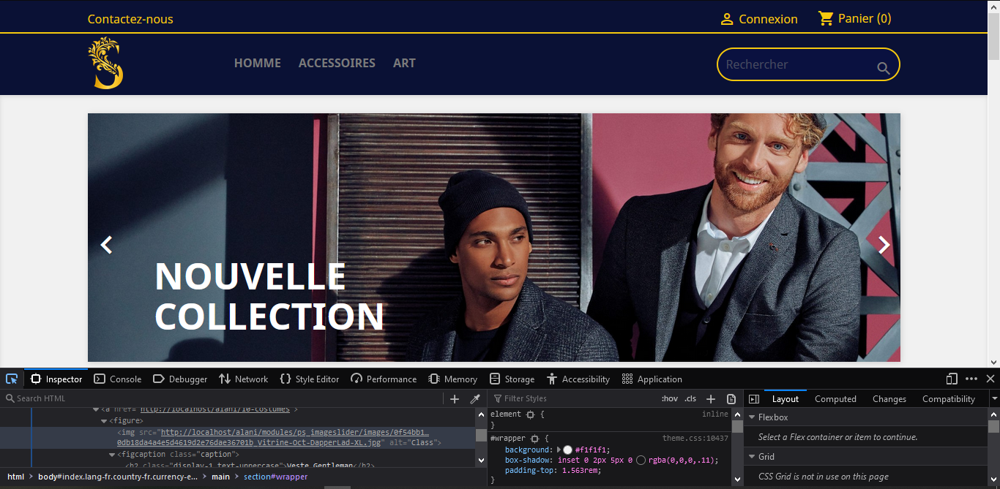 Contactez-nous
Connexion
Panier (0)
HOMME ACCESSOIRES ART
Rechercher
NOUVELLE
COLLECTION
Inspector Console Debugger Network Style Editor Performance Memory Storage Accessibility Application
Search HTML
<a href="http://localhost/alani/10-costumes">
<figure>
<img src="http://localhost/alani/modules/ps_imageslider/images/0f54bb1…
0db18da4a4e5d4619d2e76dae36701b_Vitrine-Oct-DapperLad-XL.jpg" alt="Class">
<figcaption class="caption">
<h2 class="display-1 text-uppercase">Veste Gentleman</h2>
html > body#index.lang-fr.country-fr.currency-e... > main > section#wrapper
Filter Styles
:hov .cls
element {
inline
}
#wrapper {
theme.css:10437
background: #f1f1f1;
box-shadow: inset 0 2px 5px 0 rgba(0,0,0,.11);
padding-top: 1.563rem;
}
Layout Computed Changes Compatibility
Flexbox
Select a Flex container or item to continue.
Grid
CSS Grid is not in use on this page